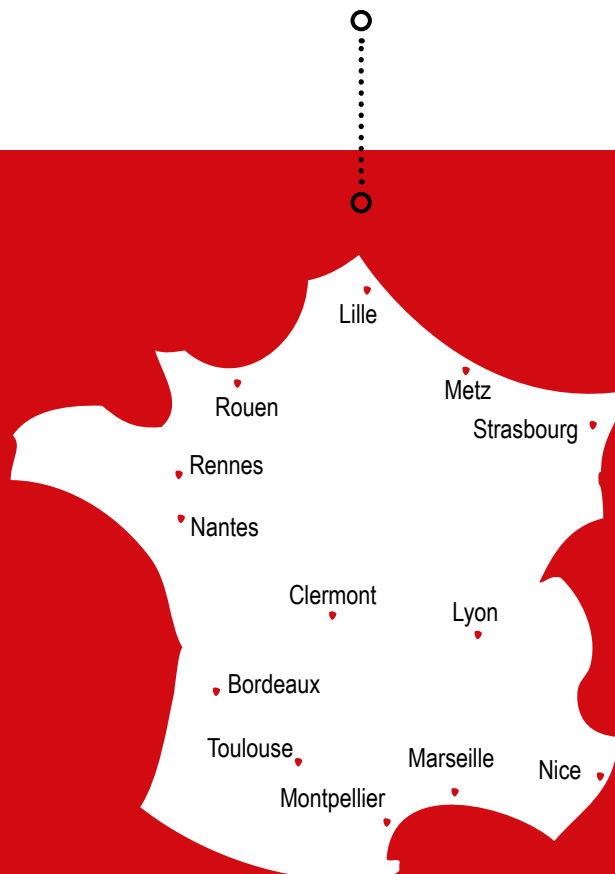 Lille
Metz
Rouen
Strasbourg
Rennes
Nantes
Clermont
Lyon
Bordeaux
Toulouse
Marseille
Nice
Montpellier